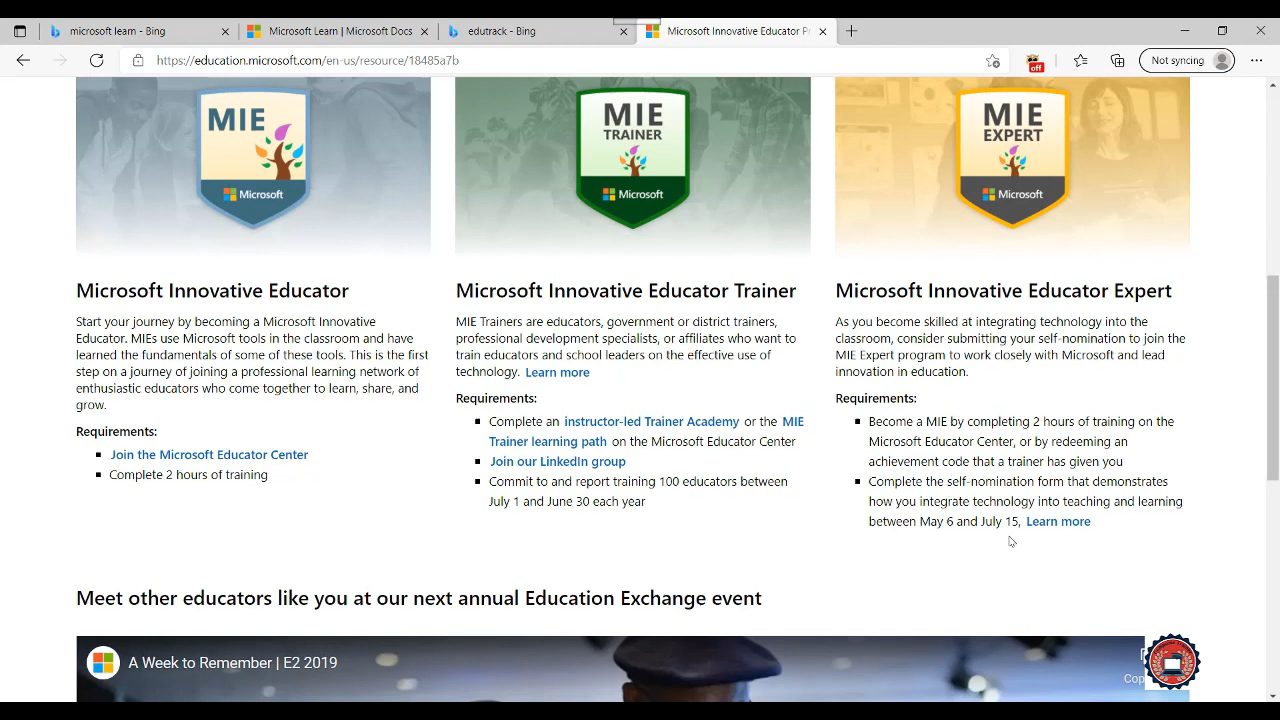 microsoft learn - Bing
Microsoft Learn | Microsoft Docs
edutrack - Bing
Microsoft Innovative Educator P
https://education.microsoft.com/en-us/resource/18485a7b
off
Not syncing
MIE
Microsoft
MIE
TRAINER
Microsoft
MIE
EXPERT
Microsoft
Microsoft Innovative Educator
Start your journey by becoming a Microsoft Innovative
Educator. MIEs use Microsoft tools in the classroom and have
learned the fundamentals of some of these tools. This is the first
step on a journey of joining a professional learning network of
enthusiastic educators who come together to learn, share, and
grow.
Requirements:
Join the Microsoft Educator Center
Complete 2 hours of training
Microsoft Innovative Educator Trainer
MIE Trainers are educators, government or district trainers,
professional development specialists, or affiliates who want to
train educators and school leaders on the effective use of
technology. Learn more
Requirements:
Complete an instructor-led Trainer Academy or the MIE
Trainer learning path on the Microsoft Educator Center
Join our LinkedIn group
Commit to and report training 100 educators between
July 1 and June 30 each year
Microsoft Innovative Educator Expert
As you become skilled at integrating technology into the
classroom, consider submitting your self-nomination to join the
MIE Expert program to work closely with Microsoft and lead
innovation in education.
Requirements:
Become a MIE by completing 2 hours of training on the
Microsoft Educator Center, or by redeeming an
achievement code that a trainer has given you
Complete the self-nomination form that demonstrates
how you integrate technology into teaching and learning
between May 6 and July 15, Learn more
Meet other educators like you at our next annual Education Exchange event
A Week to Remember | E2 2019
Cop